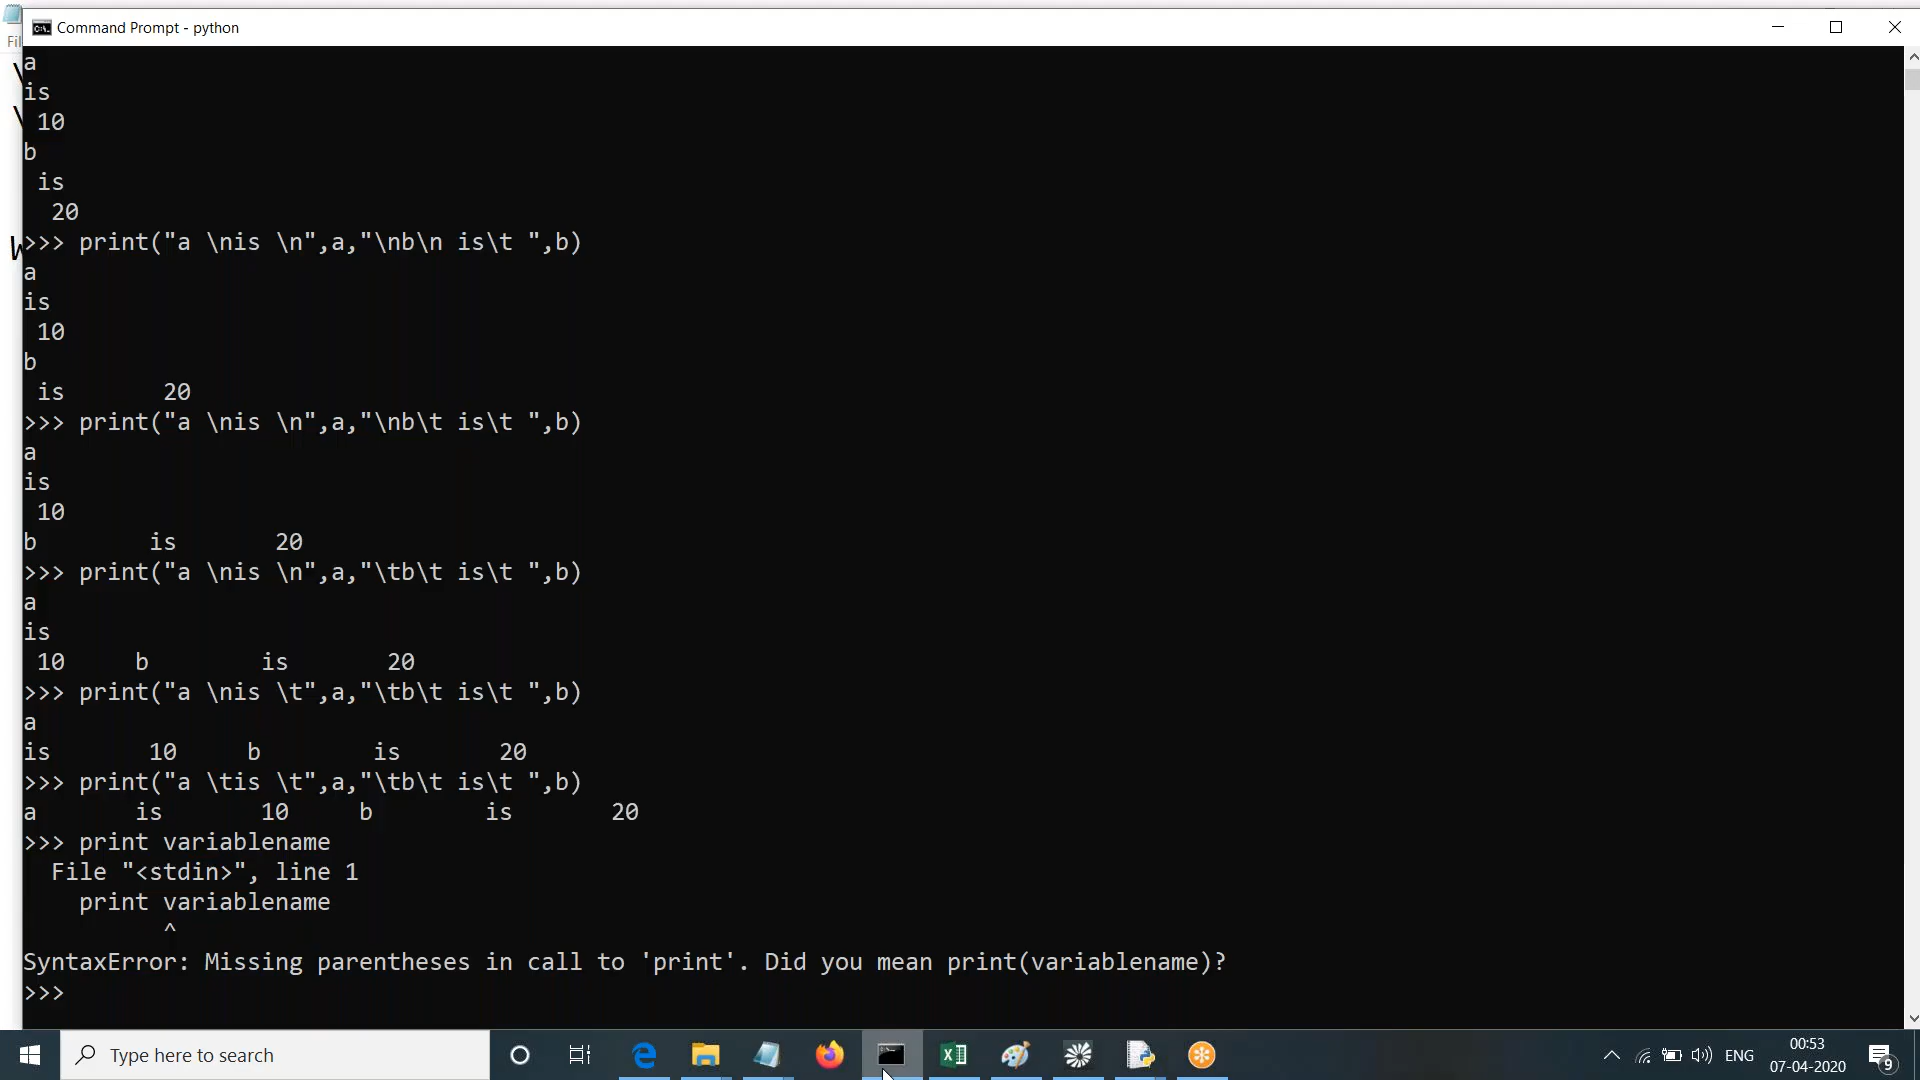 Command Prompt - python
Fil
a
is
 10
b
 is
  20
>>> print("a \nis \n",a,"\nb\n is\t ",b)
a
is
 10
b
 is       20
>>> print("a \nis \n",a,"\nb\t is\t ",b)
a
is
 10
b        is       20
>>> print("a \nis \n",a,"\tb\t is\t ",b)
a
is
 10     b        is       20
>>> print("a \nis \t",a,"\tb\t is\t ",b)
a
is       10     b        is       20
>>> print("a \tis \t",a,"\tb\t is\t ",b)
a       is       10     b        is       20
>>> print variablename
  File "<stdin>", line 1
    print variablename
          ^
SyntaxError: Missing parentheses in call to 'print'. Did you mean print(variablename)?
>>>
Type here to search
ENG
00:53
07-04-2020
9